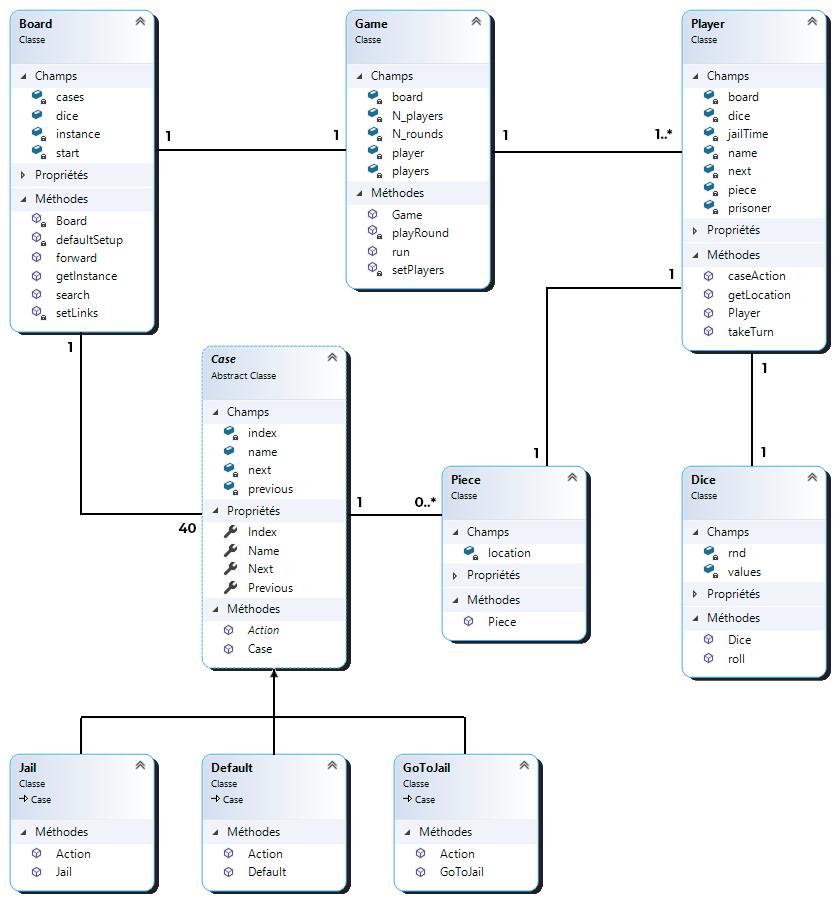 Board
Classe
Champs
cases
dice
instance
start
Propriétés
Méthodes
Board
defaultSetup
forward
getInstance
search
setLinks
1
1
Game
Classe
Champs
board
N_players
N_rounds
player
players
Méthodes
Game
playRound
run
setPlayers
1
1..*
Player
Classe
Champs
board
dice
jailTime
name
next
piece
prisoner
Propriétés
Méthodes
caseAction
getLocation
Player
takeTurn
1
1
1
1
1
40
Case
Abstract Classe
Champs
index
name
next
previous
Propriétés
Index
Name
Next
Previous
Méthodes
Action
Case
1
0..*
Piece
Classe
Champs
location
Propriétés
Méthodes
Piece
Dice
Classe
Champs
rnd
values
Propriétés
Méthodes
Dice
roll
Jail
Classe
Case
Méthodes
Action
Jail
Default
Classe
Case
Méthodes
Action
Default
GoToJail
Classe
Case
Méthodes
Action
GoToJail